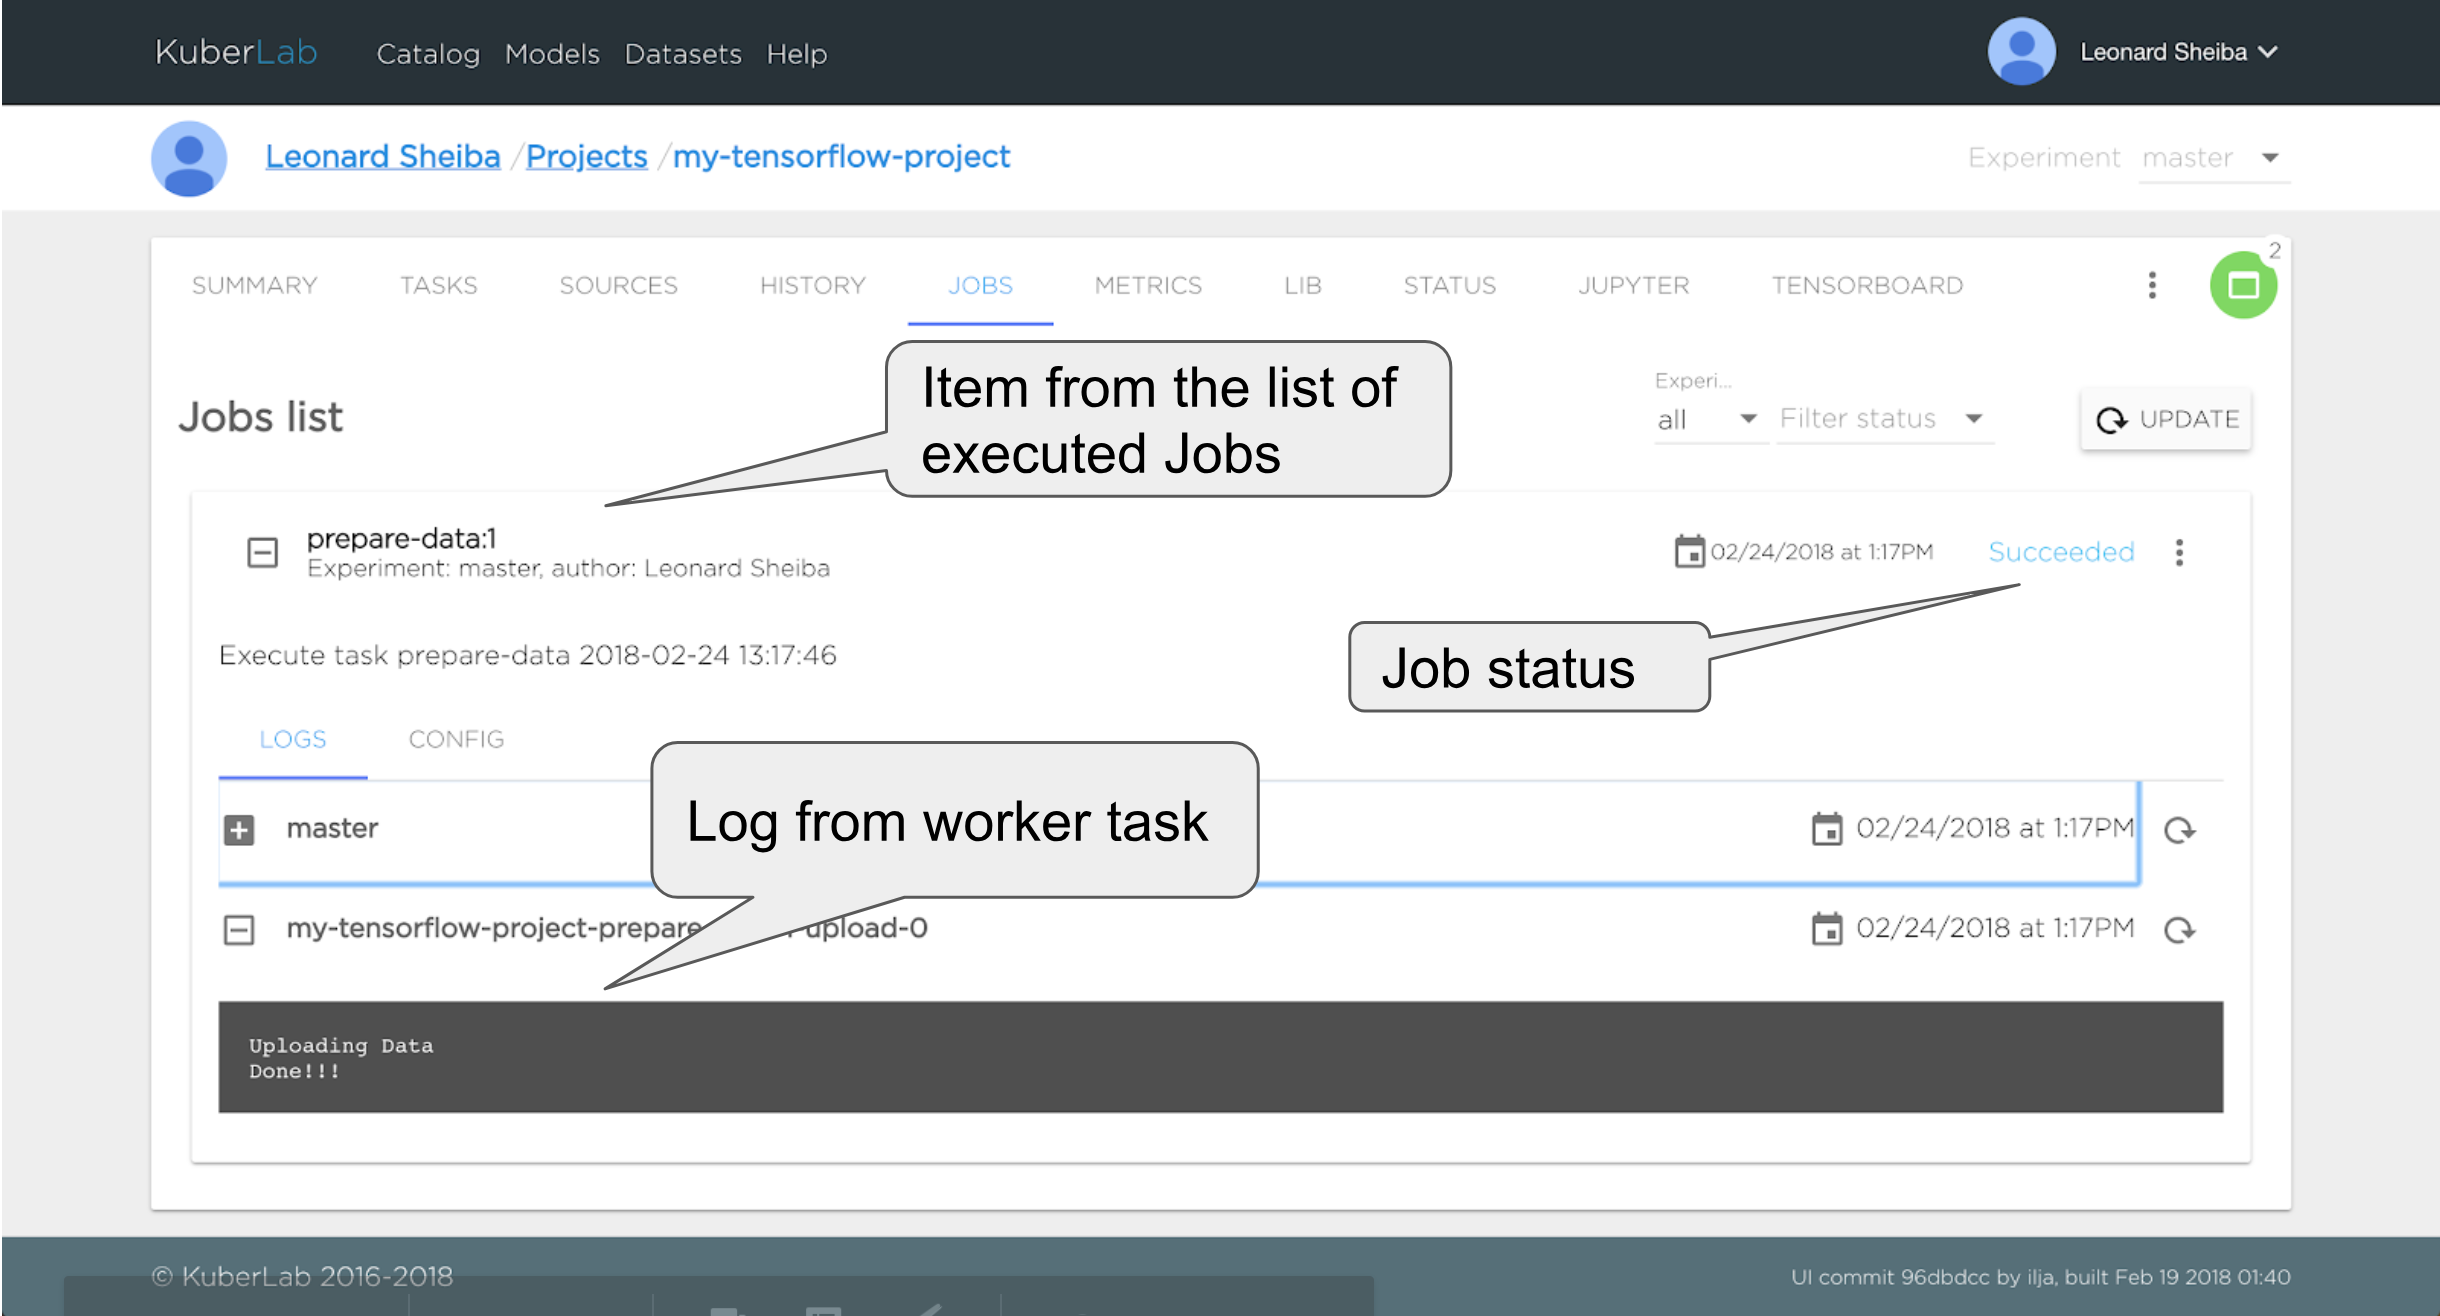 KuberLab Catalog Models Datasets Help Leonard Sheiba
Leonard Sheiba / Projects / my-tensorflow-project Experiment master
2
SUMMARY TASKS SOURCES HISTORY JOBS METRICS LIB STATUS JUPYTER TENSORBOARD
Item from the list of
executed Jobs
Jobs list
Experi...
all Filter status UPDATE
prepare-data:1
Experiment: master, author: Leonard Sheiba
02/24/2018 at 1:17PM Succeeded
Job status
Execute task prepare-data 2018-02-24 13:17:46
LOGS CONFIG
Log from worker task
master 02/24/2018 at 1:17PM
my-tensorflow-project-prepare upload-0 02/24/2018 at 1:17PM
Uploading Data
Done!!!
© KuberLab 2016-2018 UI commit 96dbdcc by ilja, built Feb 19 2018 01:40